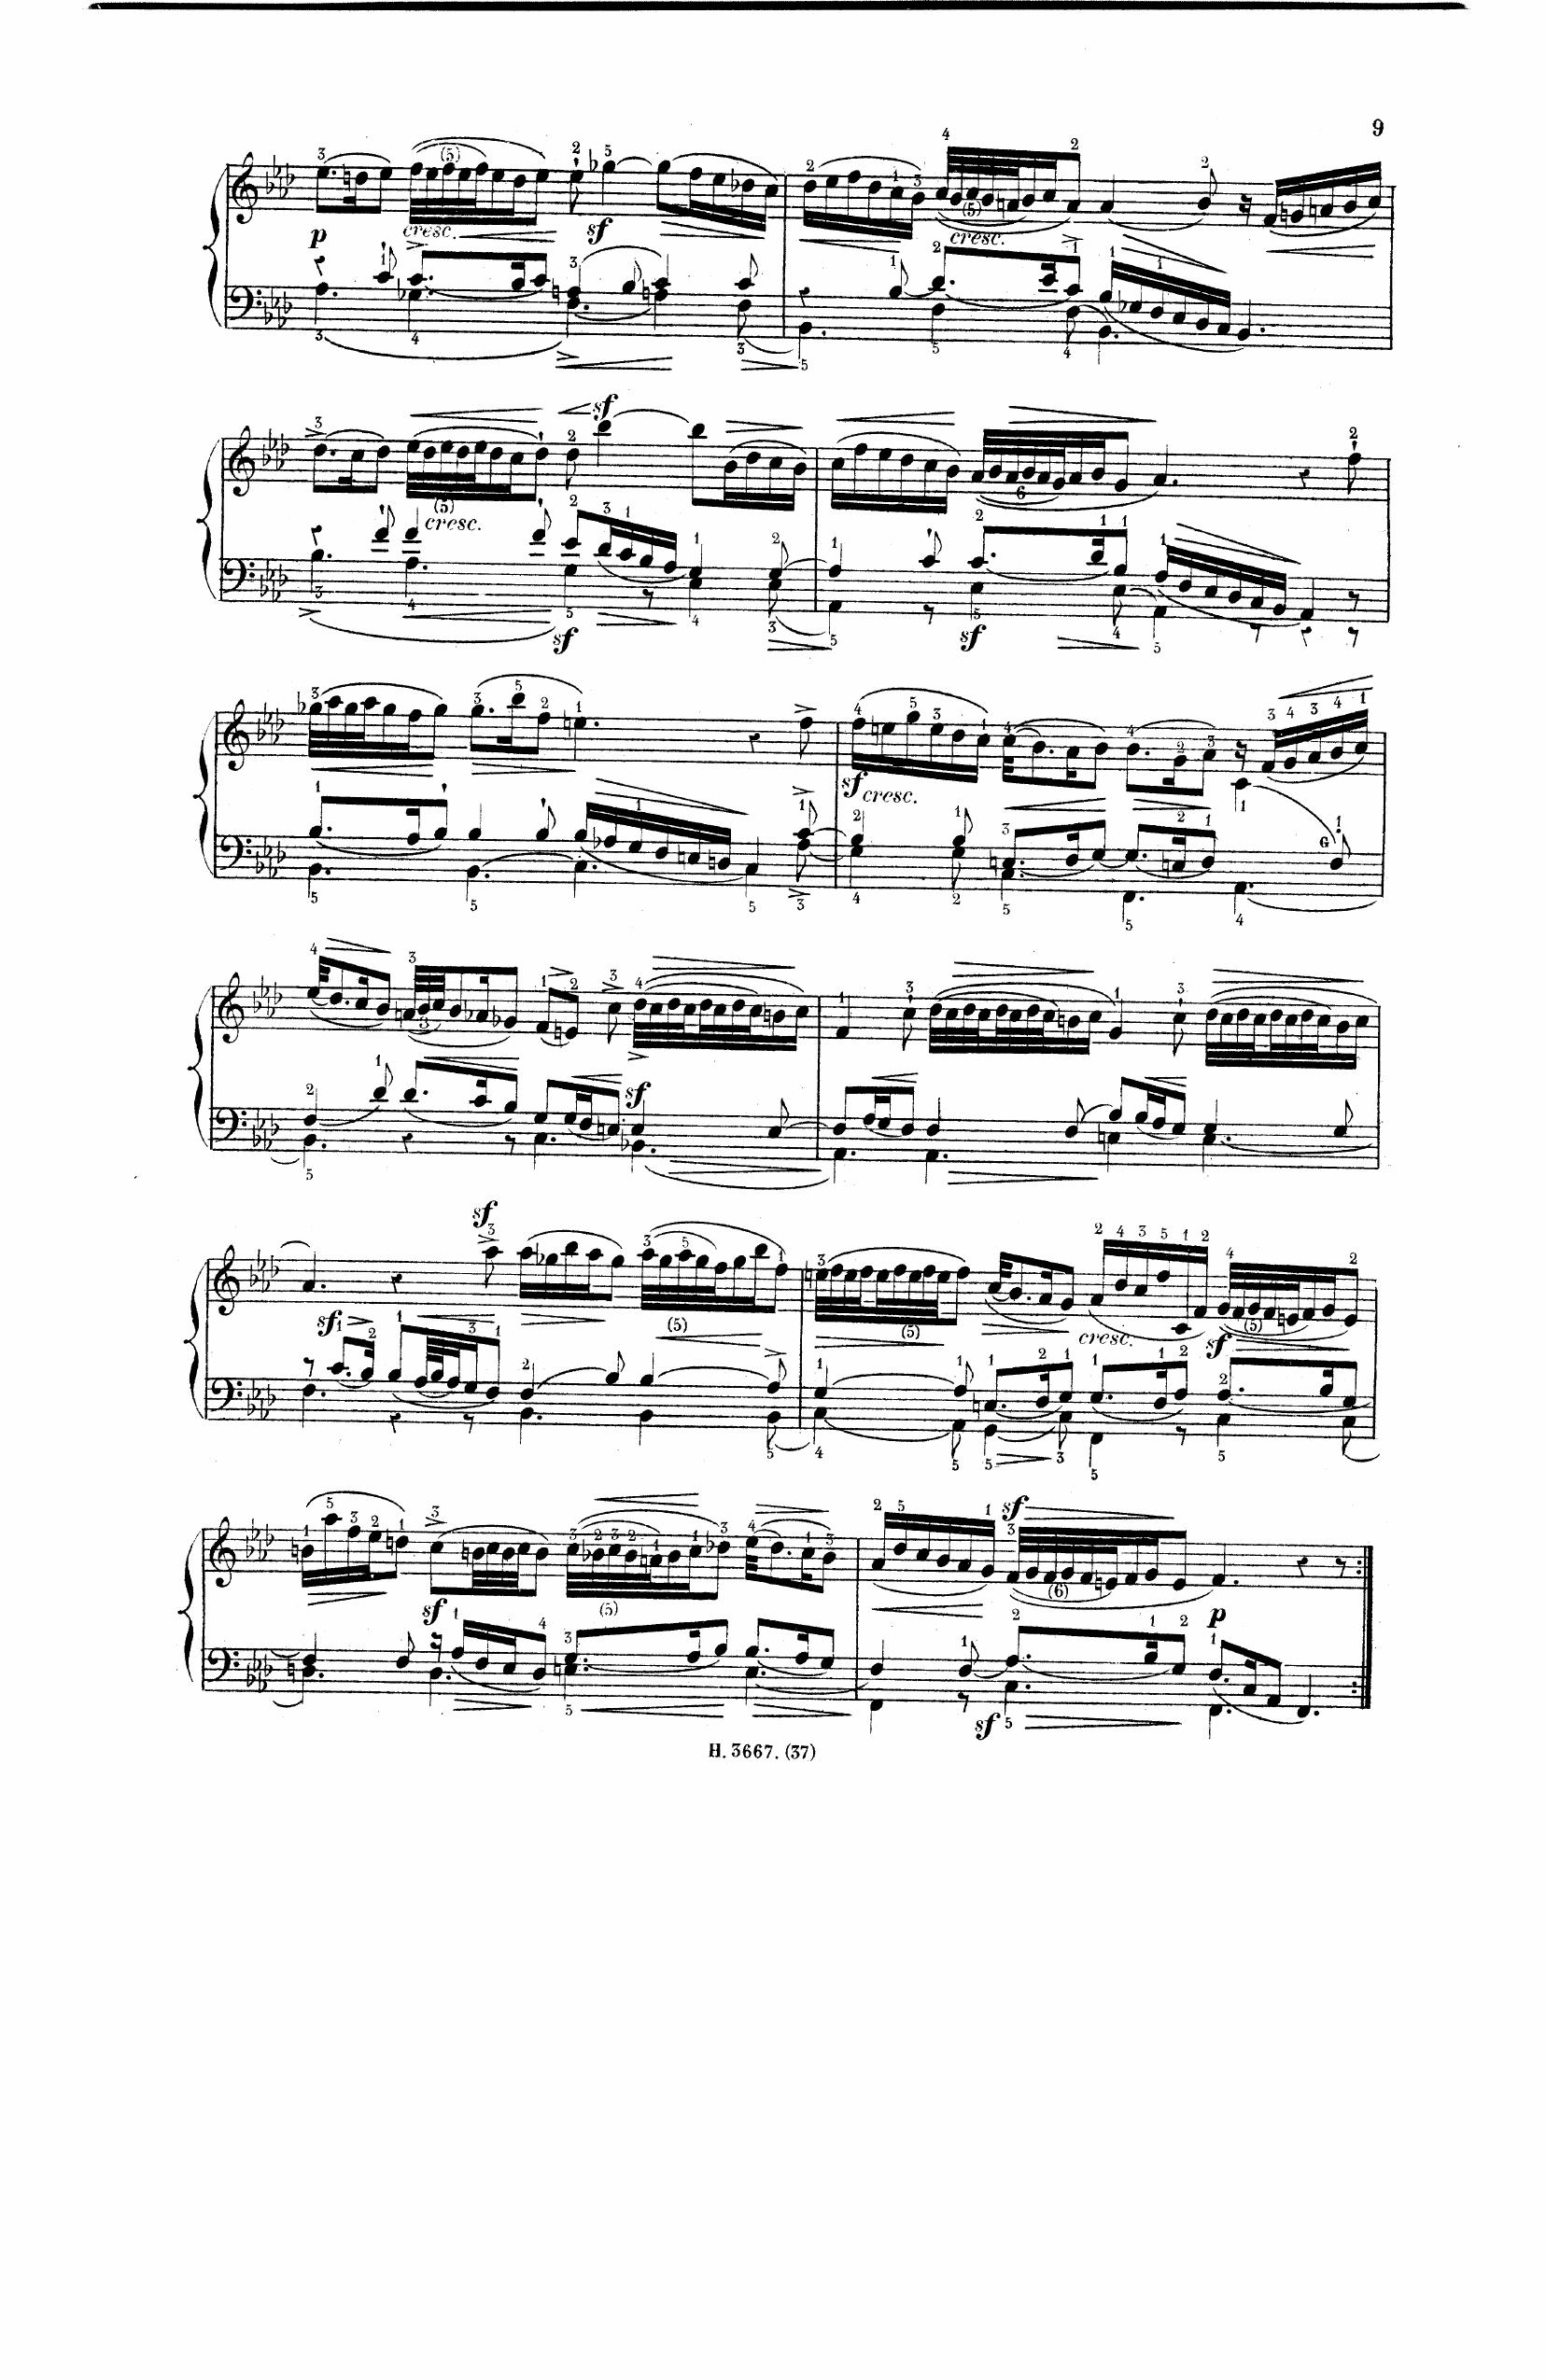 9
p cresc. sf cresc.
sf
cresc. sf sf
sf cresc.
sf
sf
sf cresc. sf
sf sf
p
sf
H. 3667. (37)